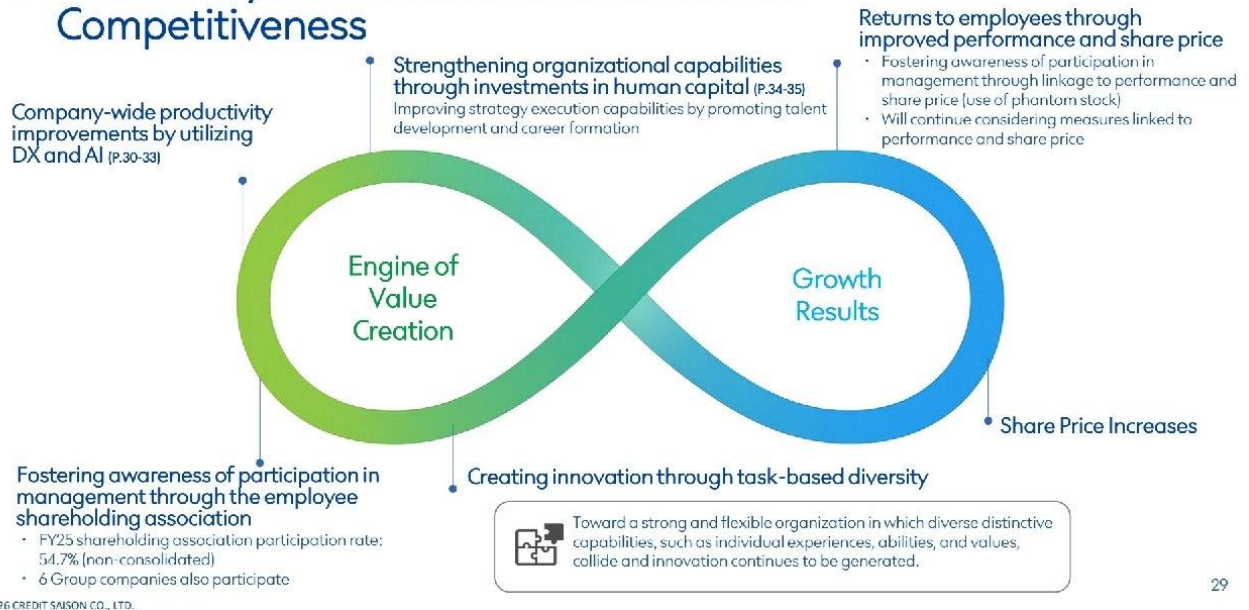 Competitiveness
Returns to employees through
improved performance and share price
・ Fostering awareness of participation in
management through linkage to performance and
share price (use of phantom stock)
・ Will continue considering measures linked to
performance and share price
Strengthening organizational capabilities
through investments in human capital (P.34-35)
Improving strategy execution capabilities by promoting talent
development and career formation
Company-wide productivity
improvements by utilizing
DX and AI (P.30-33)
Engine of
Value
Creation
Growth
Results
Share Price Increases
Fostering awareness of participation in
management through the employee
shareholding association
・ FY25 shareholding association participation rate:
54.7% (non-consolidated)
・ 6 Group companies also participate
Creating innovation through task-based diversity
Toward a strong and flexible organization in which diverse distinctive
capabilities, such as individual experiences, abilities, and values,
collide and innovation continues to be generated.
29
26 CREDIT SAISON CO., LTD.